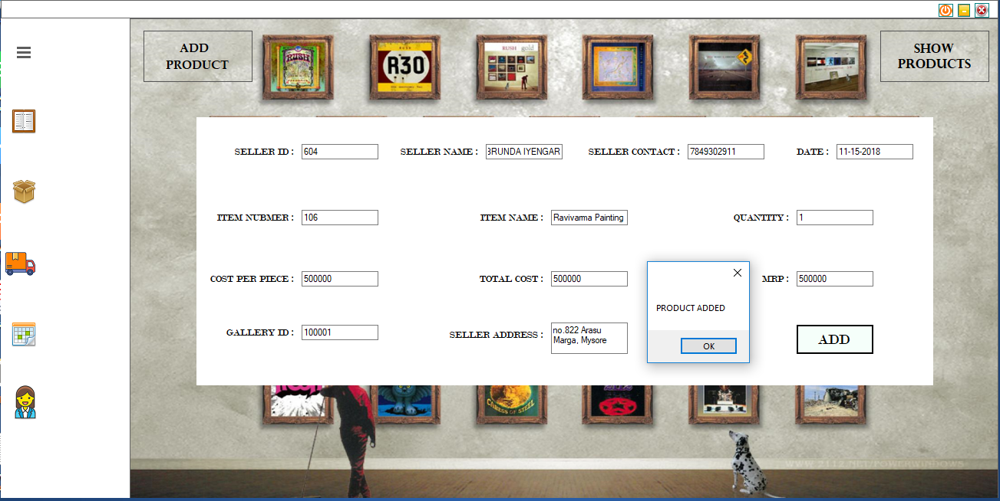 ADD
PRODUCT
SHOW
PRODUCTS
RUSH
R30
RUSH gold
SELLER ID : 604
SELLER NAME : BRUNDA IYENGAR
SELLER CONTACT : 7849302911
DATE : 11-15-2018
ITEM NUBMER : 106
ITEM NAME : Ravivarma Painting
QUANTITY : 1
COST PER PIECE : 500000
TOTAL COST : 500000
MRP : 500000
PRODUCT ADDED
OK
GALLERY ID : 100001
SELLER ADDRESS : no.822 Arasu
Marga, Mysore
ADD
CARESS OF STEEL
2112